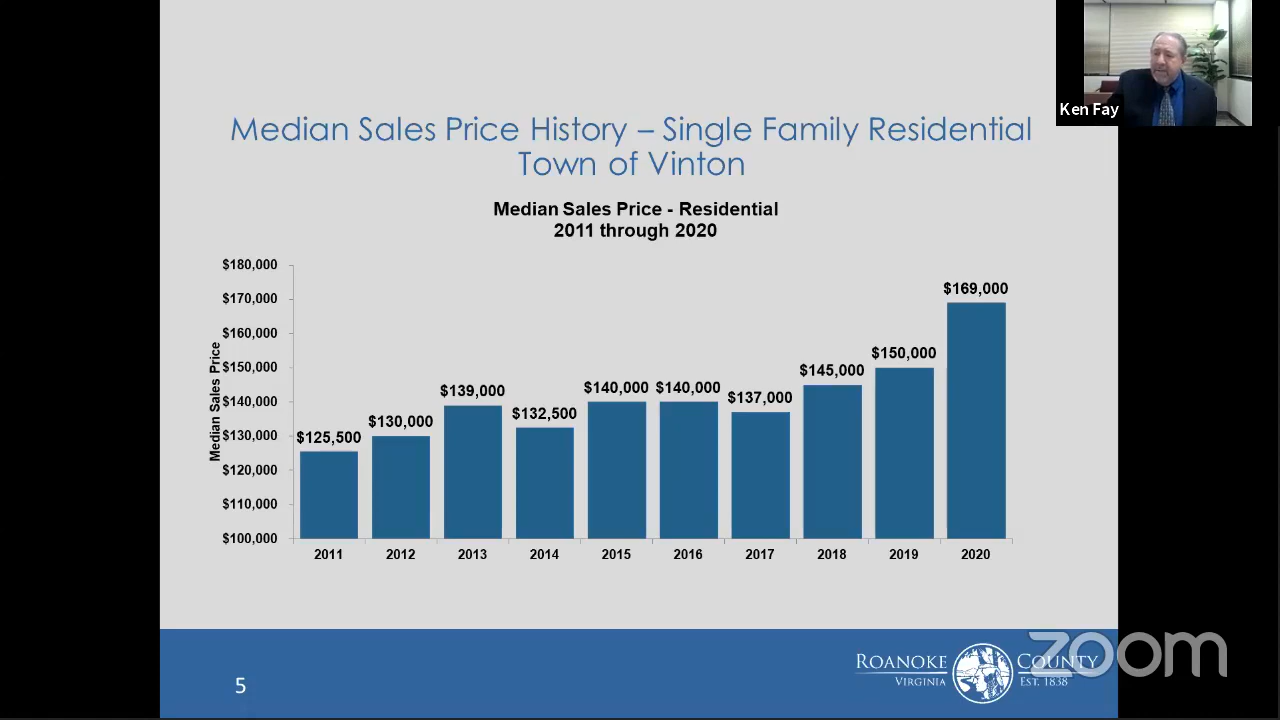 Ken Fay
Median Sales Price History – Single Family Residential
Town of Vinton
Median Sales Price - Residential
2011 through 2020
Median Sales Price
$180,000
$170,000
$160,000
$150,000
$140,000
$130,000
$120,000
$110,000
$100,000
$125,500
$130,000
$139,000
$132,500
$140,000
$140,000
$137,000
$145,000
$150,000
$169,000
2011 2012 2013 2014 2015 2016 2017 2018 2019 2020
5
ROANOKE COUNTY
VIRGINIA EST. 1838
zoom